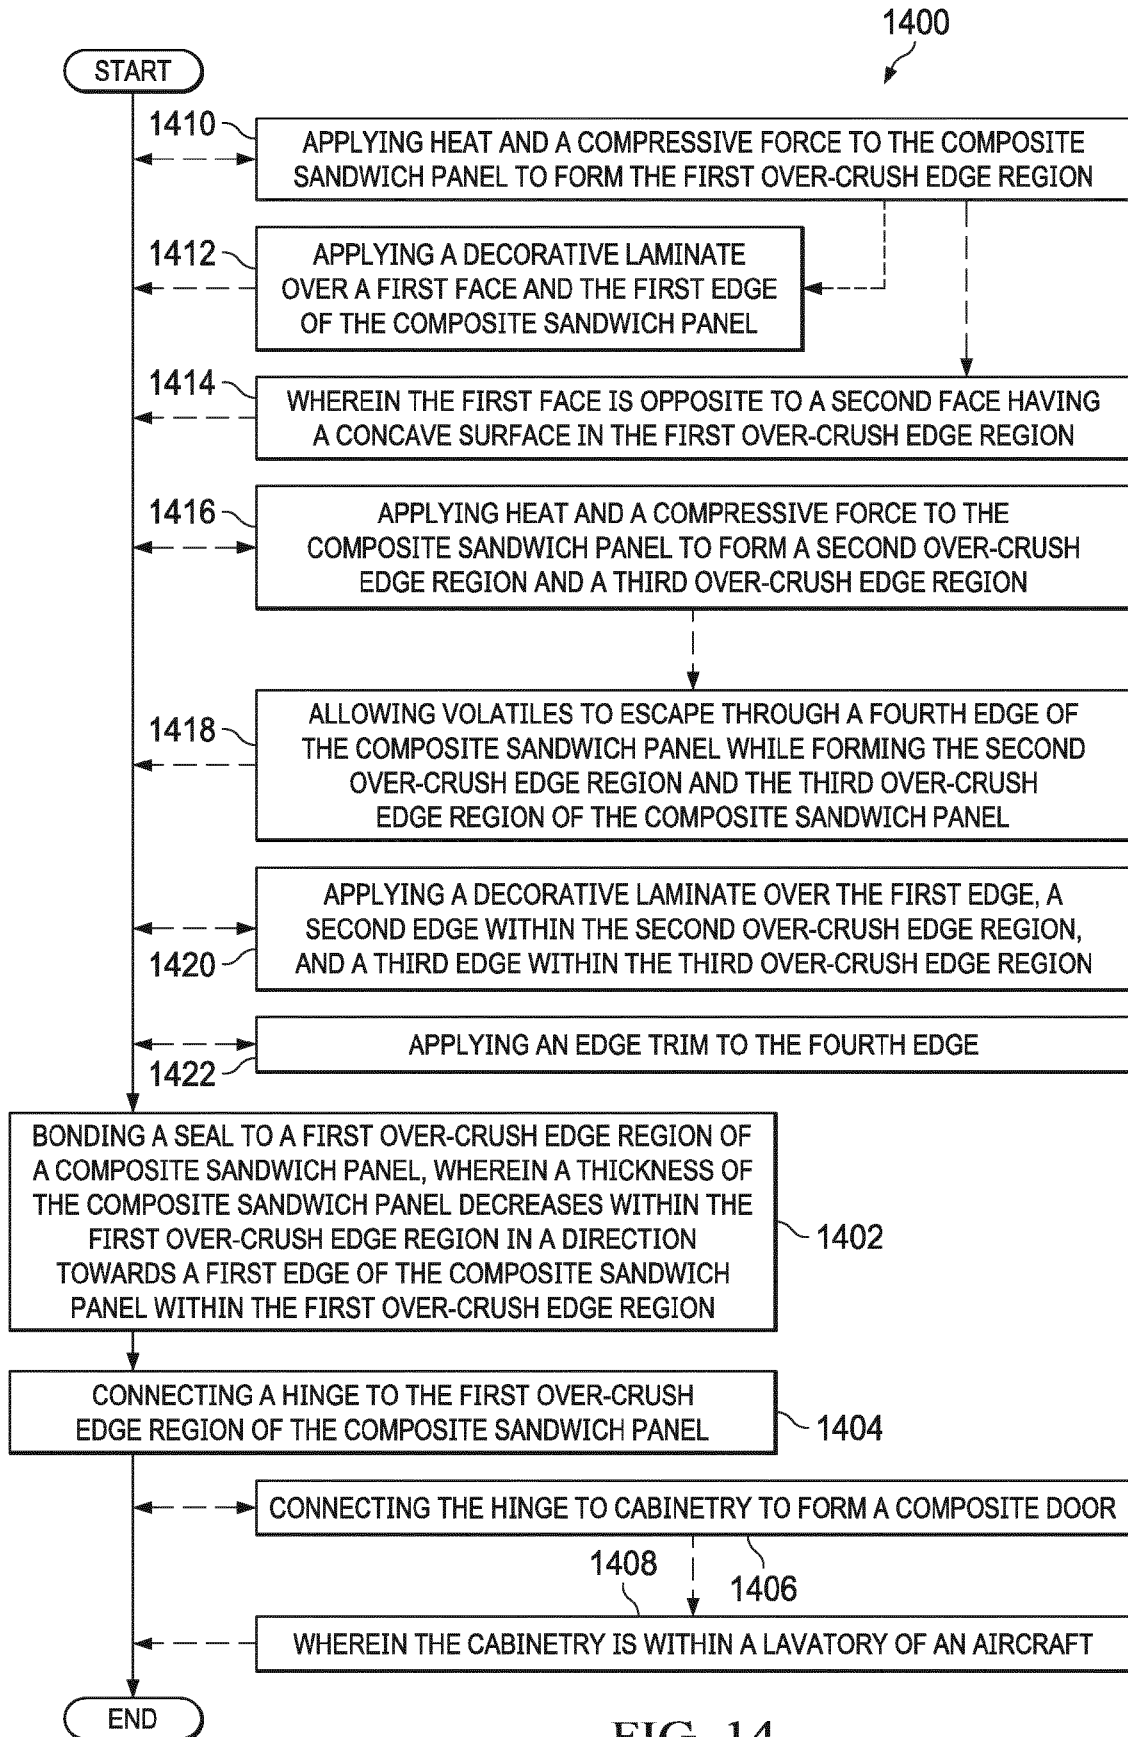 1400
START
1410
APPLYING HEAT AND A COMPRESSIVE FORCE TO THE COMPOSITE
SANDWICH PANEL TO FORM THE FIRST OVER-CRUSH EDGE REGION
1412
APPLYING A DECORATIVE LAMINATE
OVER A FIRST FACE AND THE FIRST EDGE
OF THE COMPOSITE SANDWICH PANEL
1414
WHEREIN THE FIRST FACE IS OPPOSITE TO A SECOND FACE HAVING
A CONCAVE SURFACE IN THE FIRST OVER-CRUSH EDGE REGION
1416
APPLYING HEAT AND A COMPRESSIVE FORCE TO THE
COMPOSITE SANDWICH PANEL TO FORM A SECOND OVER-CRUSH
EDGE REGION AND A THIRD OVER-CRUSH EDGE REGION
1418
ALLOWING VOLATILES TO ESCAPE THROUGH A FOURTH EDGE OF
THE COMPOSITE SANDWICH PANEL WHILE FORMING THE SECOND
OVER-CRUSH EDGE REGION AND THE THIRD OVER-CRUSH
EDGE REGION OF THE COMPOSITE SANDWICH PANEL
APPLYING A DECORATIVE LAMINATE OVER THE FIRST EDGE, A
SECOND EDGE WITHIN THE SECOND OVER-CRUSH EDGE REGION,
AND A THIRD EDGE WITHIN THE THIRD OVER-CRUSH EDGE REGION
1420
APPLYING AN EDGE TRIM TO THE FOURTH EDGE
1422
BONDING A SEAL TO A FIRST OVER-CRUSH EDGE REGION OF
A COMPOSITE SANDWICH PANEL, WHEREIN A THICKNESS OF
THE COMPOSITE SANDWICH PANEL DECREASES WITHIN THE
FIRST OVER-CRUSH EDGE REGION IN A DIRECTION
TOWARDS A FIRST EDGE OF THE COMPOSITE SANDWICH
PANEL WITHIN THE FIRST OVER-CRUSH EDGE REGION
1402
CONNECTING A HINGE TO THE FIRST OVER-CRUSH
EDGE REGION OF THE COMPOSITE SANDWICH PANEL
1404
CONNECTING THE HINGE TO CABINETRY TO FORM A COMPOSITE DOOR
1406
1408
WHEREIN THE CABINETRY IS WITHIN A LAVATORY OF AN AIRCRAFT
END
FIG. 14